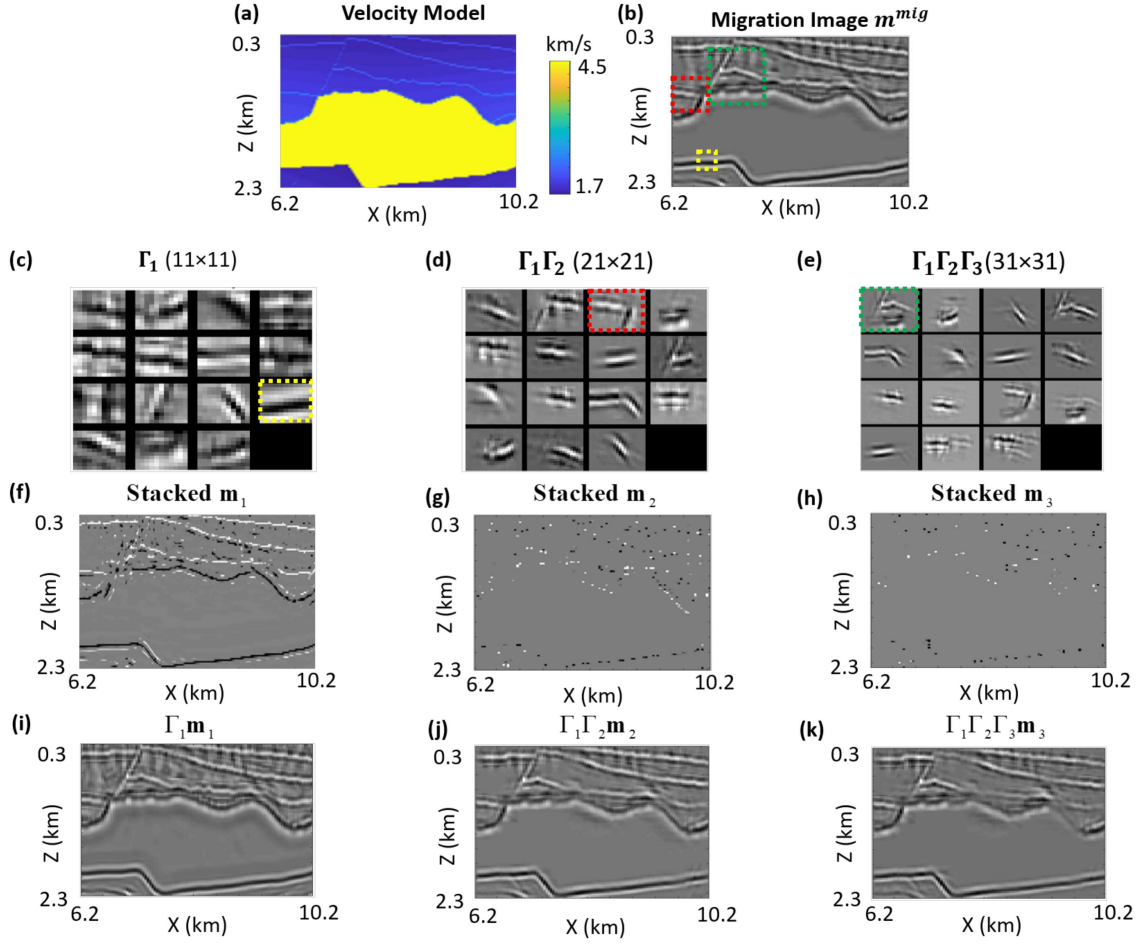 (a) Velocity Model
(b) Migration Image m^mig
0.3
Z (km)
2.3
6.2
X (km)
10.2
km/s
4.5
1.7
0.3
Z (km)
2.3
6.2
X (km)
10.2
(c) Γ₁ (11×11)
(d) Γ₁Γ₂ (21×21)
(e) Γ₁Γ₂Γ₃(31×31)
(f) Stacked m₁
0.3
Z (km)
2.3
6.2
X (km)
10.2
(g) Stacked m₂
0.3
Z (km)
2.3
6.2
X (km)
10.2
(h) Stacked m₃
0.3
Z (km)
2.3
6.2
X (km)
10.2
(i) Γ₁m₁
0.3
Z (km)
2.3
6.2
X (km)
10.2
(j) Γ₁Γ₂m₂
0.3
Z (km)
2.3
6.2
X (km)
10.2
(k) Γ₁Γ₂Γ₃m₃
0.3
Z (km)
2.3
6.2
X (km)
10.2